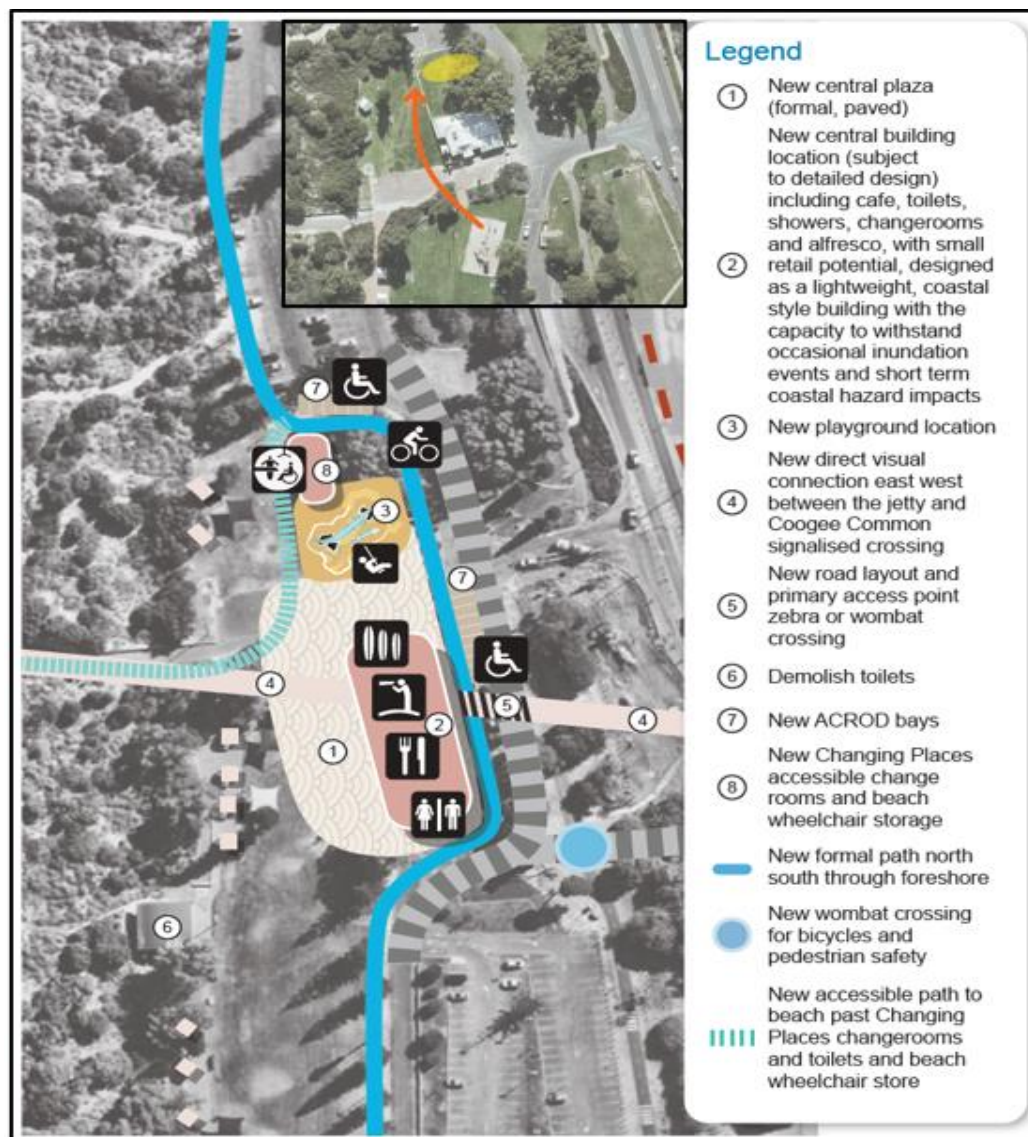 Legend
1
New central plaza
(formal, paved)
2
New central building
location (subject
to detailed design)
including cafe, toilets,
showers, changerooms
and alfresco, with small
retail potential, designed
as a lightweight, coastal
style building with the
capacity to withstand
occasional inundation
events and short term
coastal hazard impacts
3
New playground location
4
New direct visual
connection east west
between the jetty and
Coogee Common
signalised crossing
5
New road layout and
primary access point
zebra or wombat
crossing
6
Demolish toilets
7
New ACROD bays
8
New Changing Places
accessible change
rooms and beach
wheelchair storage
New formal path north
south through foreshore
New wombat crossing
for bicycles and
pedestrian safety
New accessible path to
beach past Changing
Places changerooms
and toilets and beach
wheelchair store
7
8
3
7
4
5
4
2
1
6